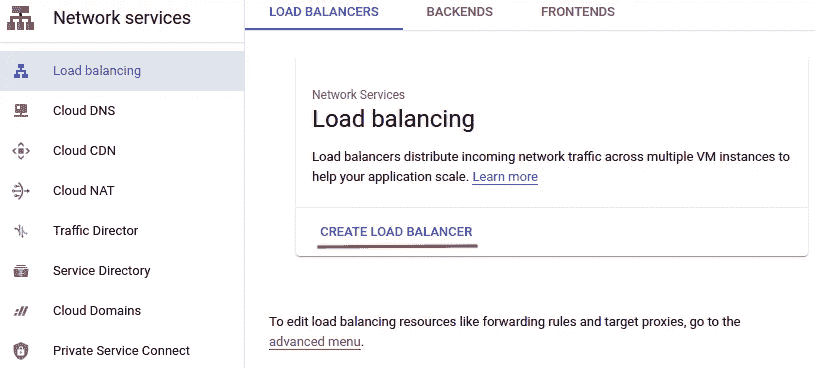 Network services
Load balancing
Cloud DNS
Cloud CDN
Cloud NAT
Traffic Director
Service Directory
Cloud Domains
Private Service Connect
LOAD BALANCERS BACKENDS FRONTENDS
Network Services
Load balancing
Load balancers distribute incoming network traffic across multiple VM instances to
help your application scale. Learn more
CREATE LOAD BALANCER
To edit load balancing resources like forwarding rules and target proxies, go to the
advanced menu.